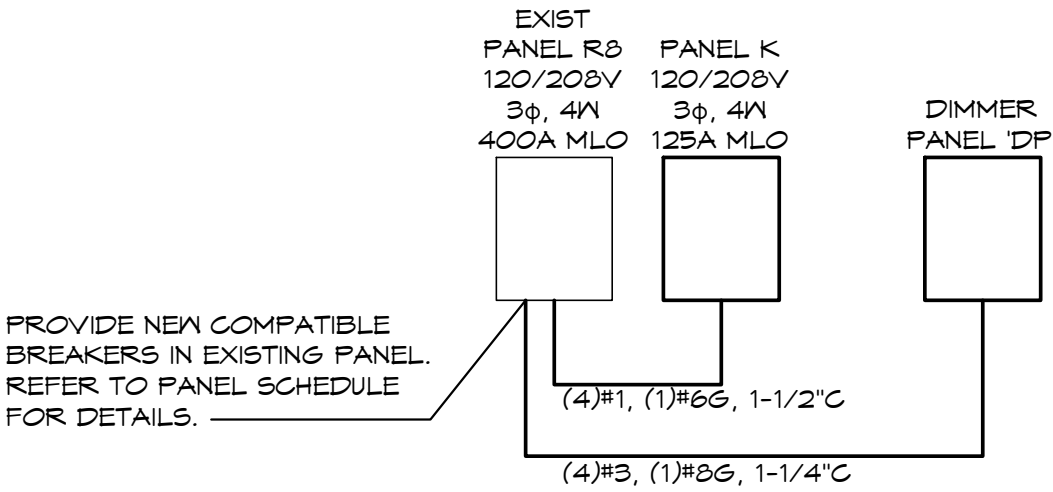 EXIST
PANEL R8
120/208V
3φ, 4W
400A MLO
PANEL K
120/208V
3φ, 4W
125A MLO
DIMMER
PANEL 'DP
PROVIDE NEW COMPATIBLE
BREAKERS IN EXISTING PANEL.
REFER TO PANEL SCHEDULE
FOR DETAILS.
(4)#1, (1)#6G, 1-1/2"C
(4)#3, (1)#8G, 1-1/4"C